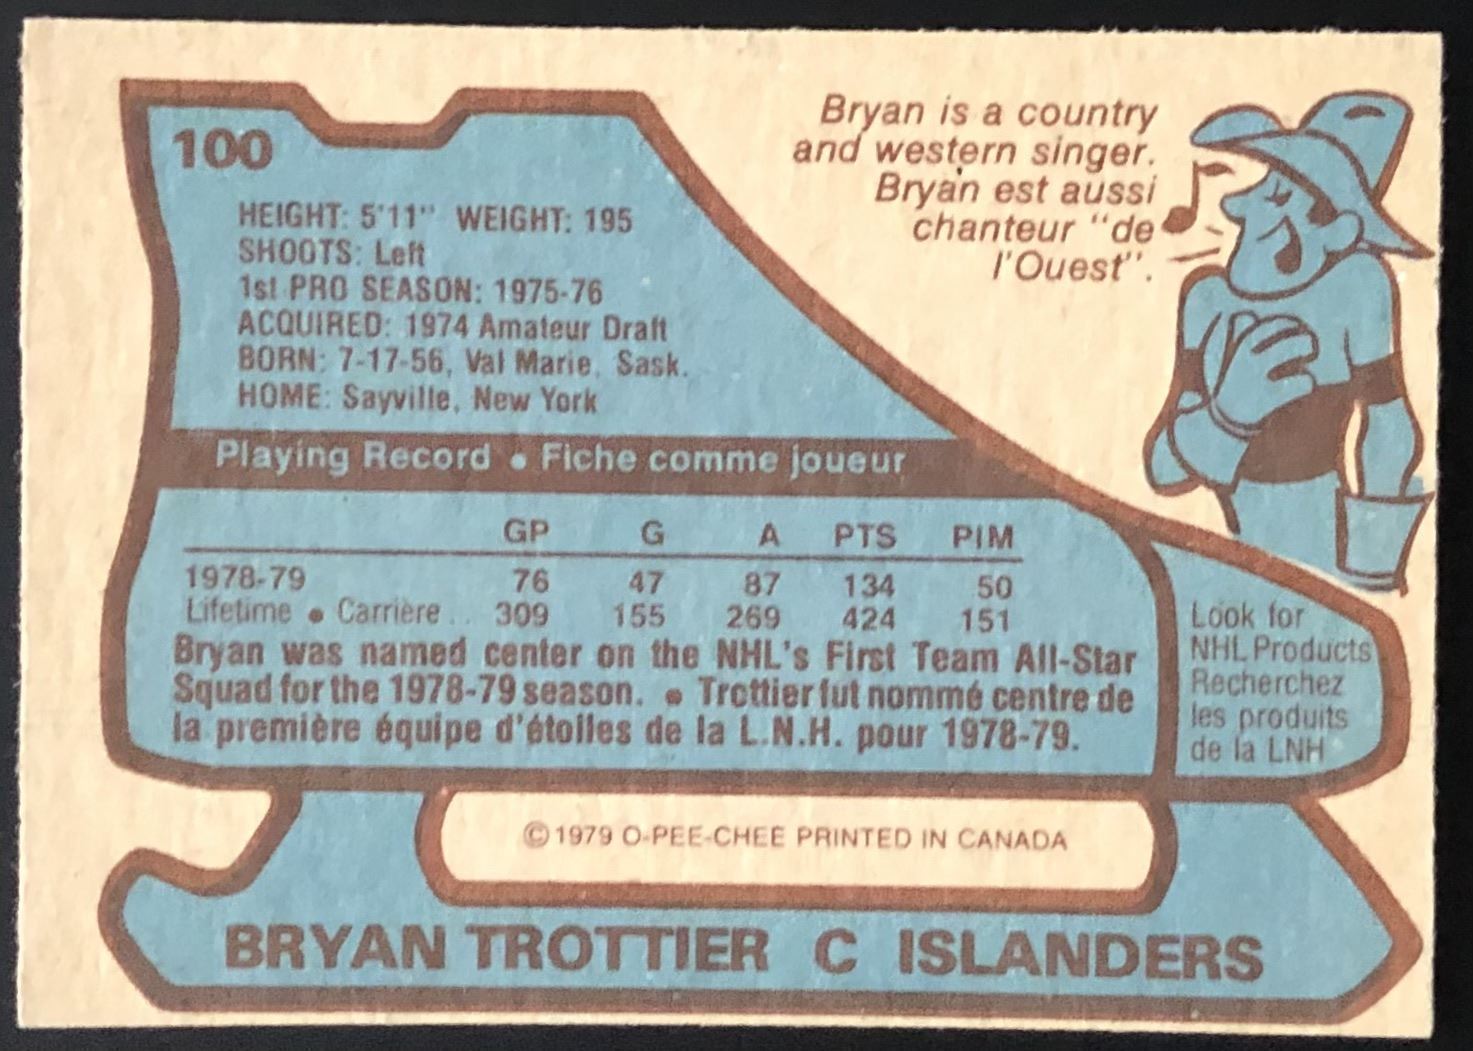 100
HEIGHT: 5'11" WEIGHT: 195
SHOOTS: Left
1st PRO SEASON: 1975-76
ACQUIRED: 1974 Amateur Draft
BORN: 7-17-56, Val Marie, Sask.
HOME: Sayville, New York
Bryan is a country
and western singer.
Bryan est aussi
chanteur "de
l'Ouest".
Playing Record • Fiche comme joueur
GP G A PTS PIM
1978-79 76 47 87 134 50
Lifetime • Carrière .. 309 155 269 424 151
Bryan was named center on the NHL's First Team All-Star
Squad for the 1978-79 season. • Trottier fut nommé centre de
la première équipe d'étoiles de la L.N.H. pour 1978-79.
Look for
NHL Products
Recherchez
les produits
de la LNH
©1979 O-PEE-CHEE PRINTED IN CANADA
BRYAN TROTTIER C ISLANDERS